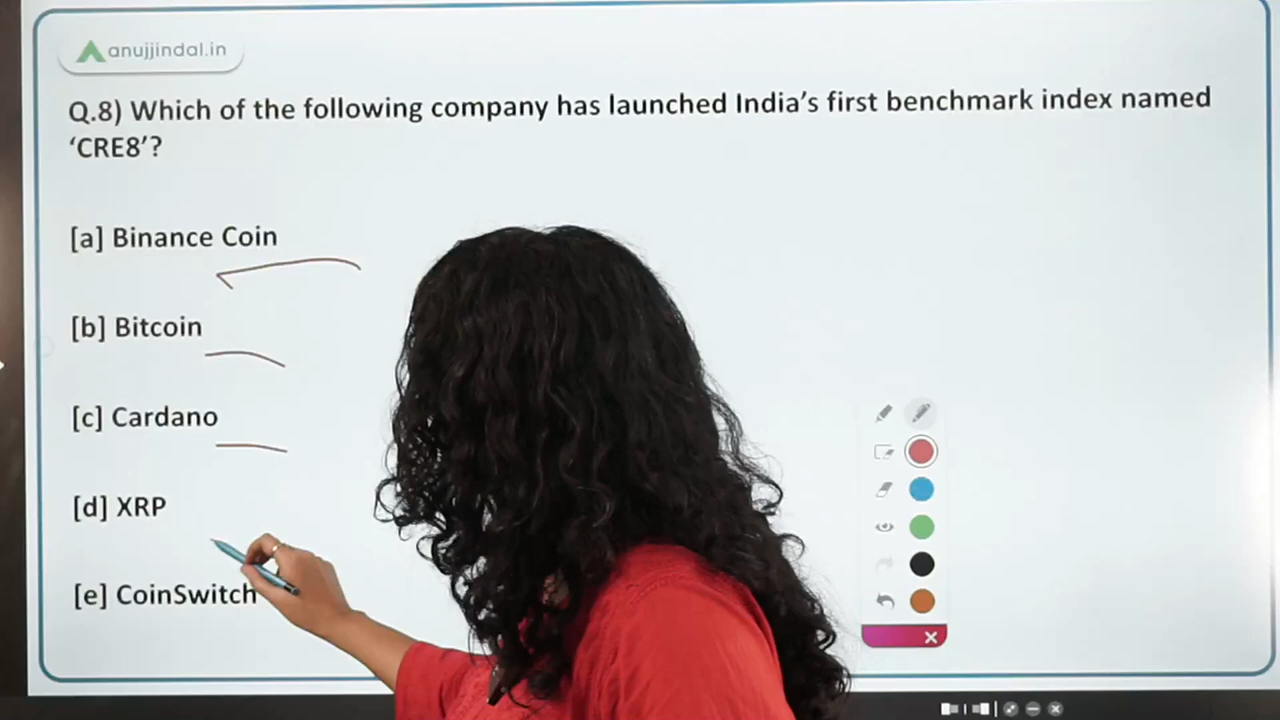 anujjindal.in
Q.8) Which of the following company has launched India's first benchmark index named
'CRE8'?
[a] Binance Coin
[b] Bitcoin
[c] Cardano
[d] XRP
[e] CoinSwitch